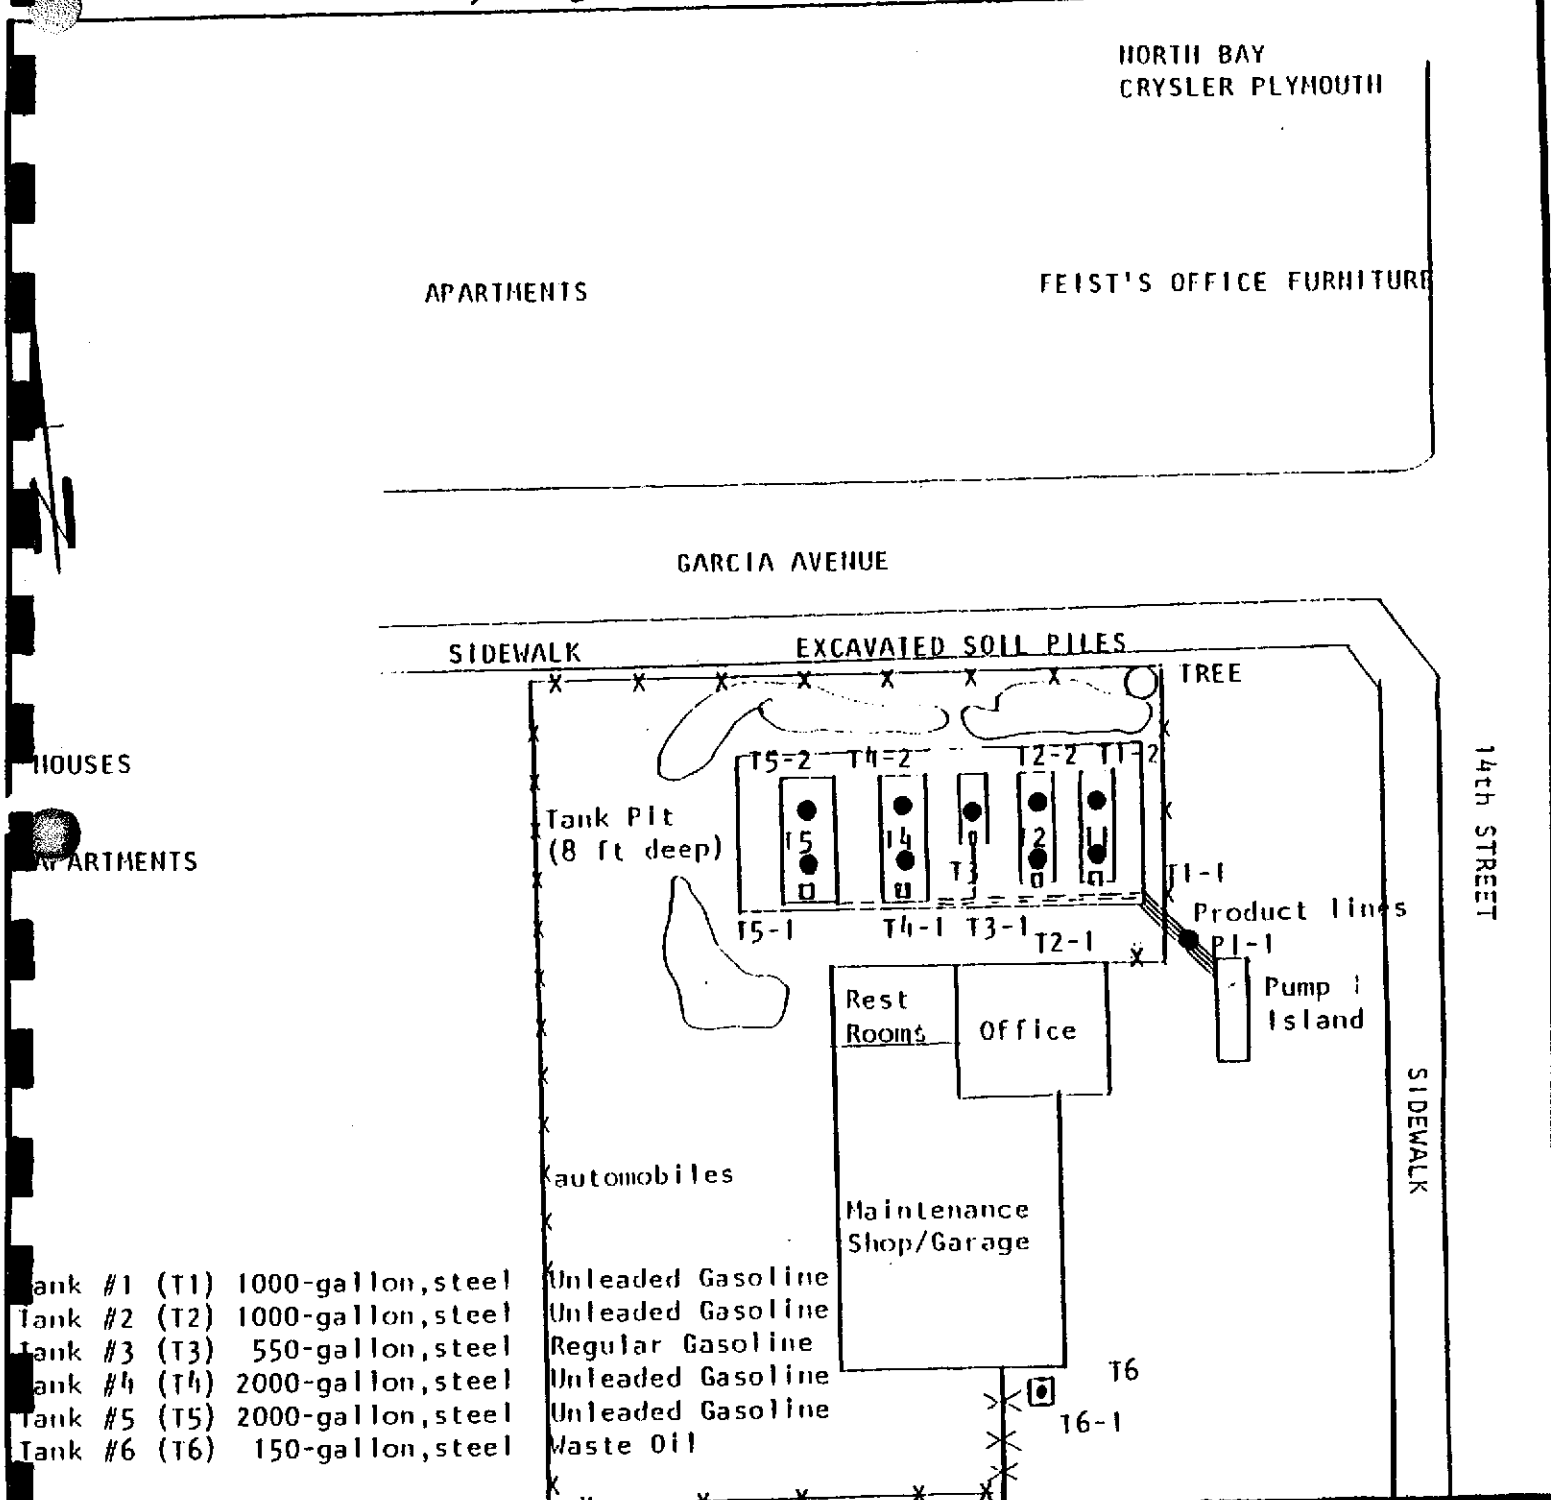 NORTH BAY
CRYSLER PLYMOUTH
APARTMENTS
FEIST'S OFFICE FURNITURE
N
GARCIA AVENUE
SIDEWALK
EXCAVATED SOIL PILES
TREE
HOUSES
14th STREET
T5-2 T4-2 T2-2 T1-2
Tank Pit
(8 ft deep)
T5 T4 T3 T2 T1
T1-1
Product lines
T5-1 T4-1 T3-1 T2-1
P1-1
APARTMENTS
Pump
Island
Rest
Rooms
Office
SIDEWALK
automobiles
Maintenance
Shop/Garage
Tank #1 (T1) 1000-gallon,steel Unleaded Gasoline
Tank #2 (T2) 1000-gallon,steel Unleaded Gasoline
Tank #3 (T3) 550-gallon,steel Regular Gasoline
Tank #4 (T4) 2000-gallon,steel Unleaded Gasoline
Tank #5 (T5) 2000-gallon,steel Unleaded Gasoline
Tank #6 (T6) 150-gallon,steel Waste Oil
T6
T6-1